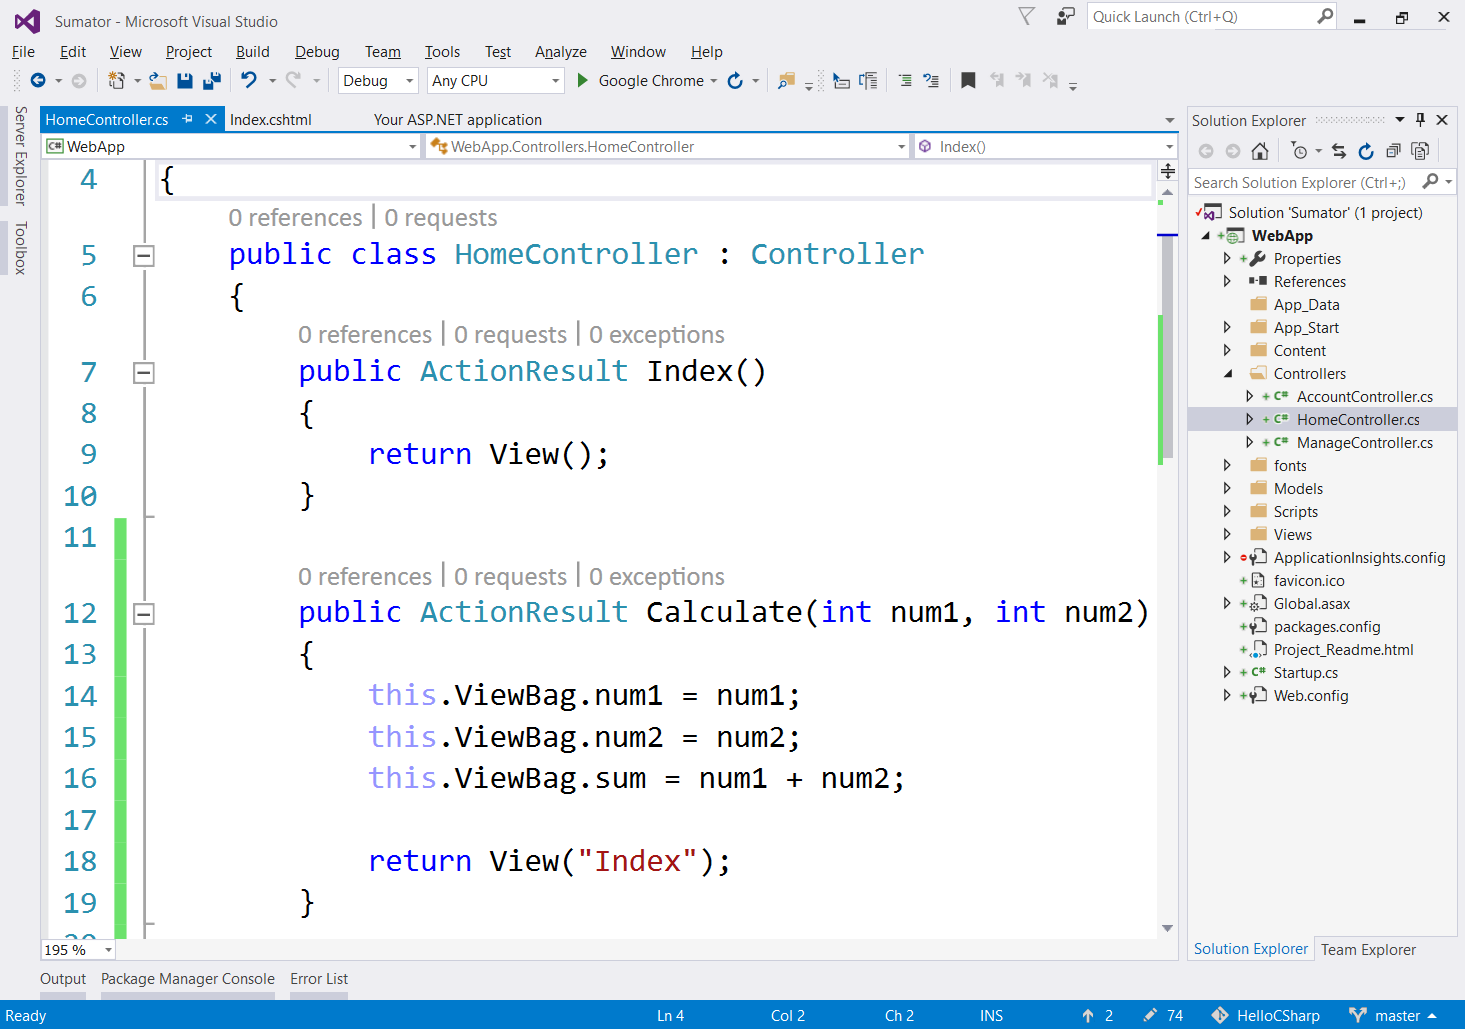 Sumator - Microsoft Visual Studio
Quick Launch (Ctrl+Q)
File Edit View Project Build Debug Team Tools Test Analyze Window Help
Debug Any CPU Google Chrome
Server Explorer
Toolbox
HomeController.cs Index.cshtml Your ASP.NET application
WebApp WebApp.Controllers.HomeController Index()
4 {
0 references | 0 requests
5 public class HomeController : Controller
6 {
0 references | 0 requests | 0 exceptions
7 public ActionResult Index()
8 {
9 return View();
10 }
11
0 references | 0 requests | 0 exceptions
12 public ActionResult Calculate(int num1, int num2)
13 {
14 this.ViewBag.num1 = num1;
15 this.ViewBag.num2 = num2;
16 this.ViewBag.sum = num1 + num2;
17
18 return View("Index");
19 }
20
195 %
Solution Explorer
Search Solution Explorer (Ctrl+;)
Solution 'Sumator' (1 project)
WebApp
Properties
References
App_Data
App_Start
Content
Controllers
C# AccountController.cs
C# HomeController.cs
C# ManageController.cs
fonts
Models
Scripts
Views
ApplicationInsights.config
favicon.ico
Global.asax
packages.config
Project_Readme.html
C# Startup.cs
Web.config
Solution Explorer Team Explorer
Output Package Manager Console Error List
Ready Ln 4 Col 2 Ch 2 INS 2 74 HelloCSharp master